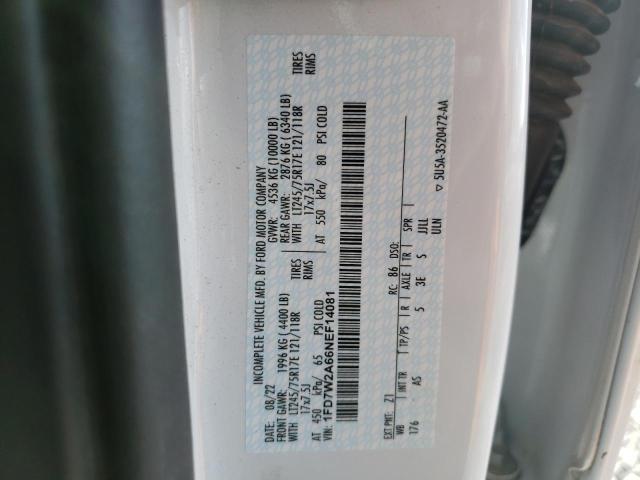 INCOMPLETE VEHICLE MFD. BY FORD MOTOR COMPANY
DATE: 08/22 GVWR: 4536 KG (10000 LB)
FRONT GAWR: 1996 KG ( 4400 LB) REAR GAWR: 2876 KG ( 6340 LB)
WITH LT245/75R17E 121/118R TIRES WITH LT245/75R17E 121/118R TIRES
17x7.5J RIMS 17x7.5J RIMS
AT 450 kPa/ 65 PSI COLD AT 550 kPa/ 80 PSI COLD
VIN: 1FD7W2A66NEF14081
EXT PNT: Z1 RC: 86 DSO:
WB INT TR TP/PS R AXLE TR SPR
176 AS 5 3E S JJLL
ULN
▽ 5U5A-3520472-AA